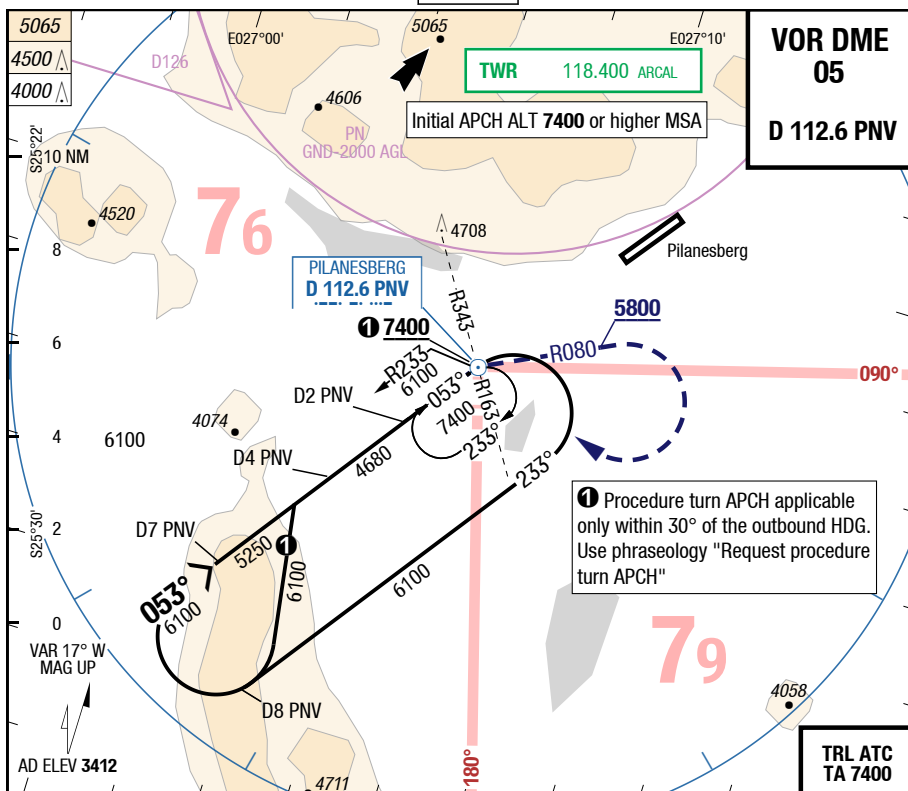 5065
4500
4000
E027°00'
5065
E027°10'
D126
TWR 118.400 ARCAL
VOR DME
05
D 112.6 PNV
4606
Initial APCH ALT 7400 or higher MSA
PN
GND-2000 AGL
S25°22'
10 NM
4520
76
4708
Pilanesberg
8
PILANESBERG
D 112.6 PNV
R343
5800
6
1 7400
R080
R233
6100
053°
R163
090°
D2 PNV
7400
4074
6100
4
233°
D4 PNV
4680
233°
1 Procedure turn APCH applicable
only within 30° of the outbound HDG.
Use phraseology "Request procedure
turn APCH"
S25°30'
2
D7 PNV
5250
1
6100
6100
053°
6100
0
79
VAR 17° W
MAG UP
4058
D8 PNV
AD ELEV 3412
4711
180°
TRL ATC
TA 7400